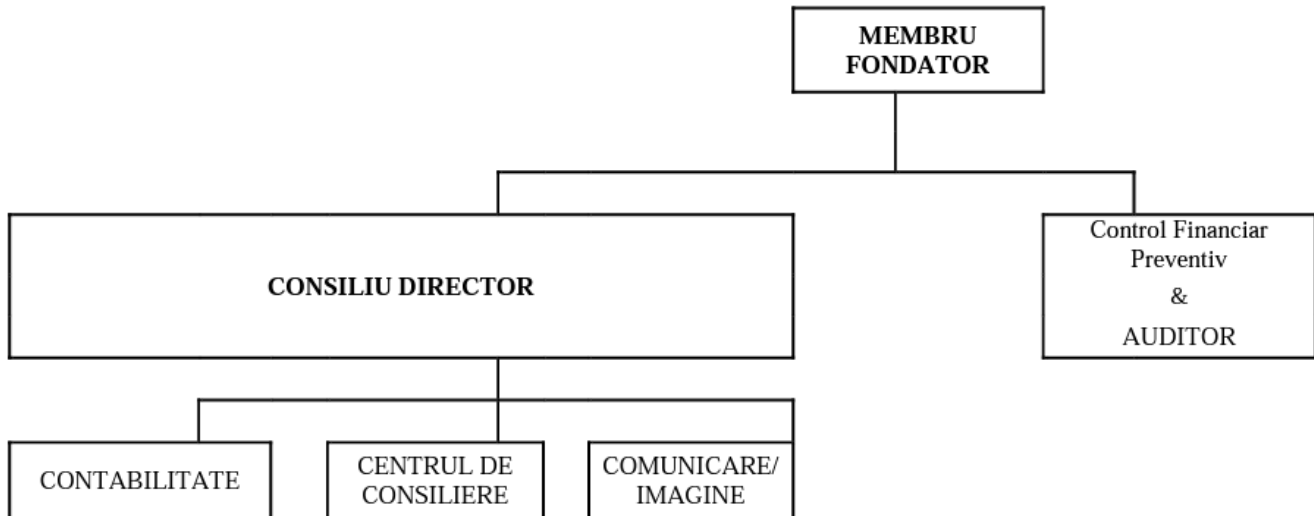 MEMBRU
FONDATOR
CONSILIU DIRECTOR
Control Financiar
Preventiv
&
AUDITOR
CONTABILITATE
CENTRUL DE
CONSILIERE
COMUNICARE/
IMAGINE